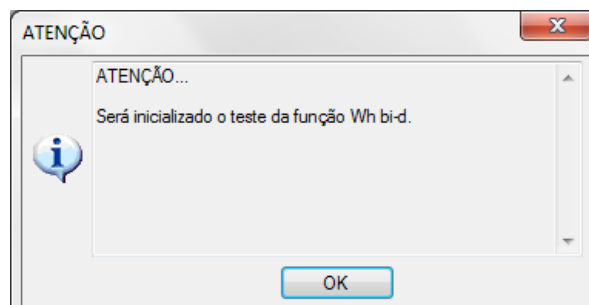 ATENÇÃO
ATENÇÃO...
Será inicializado o teste da função Wh bi-d.
OK